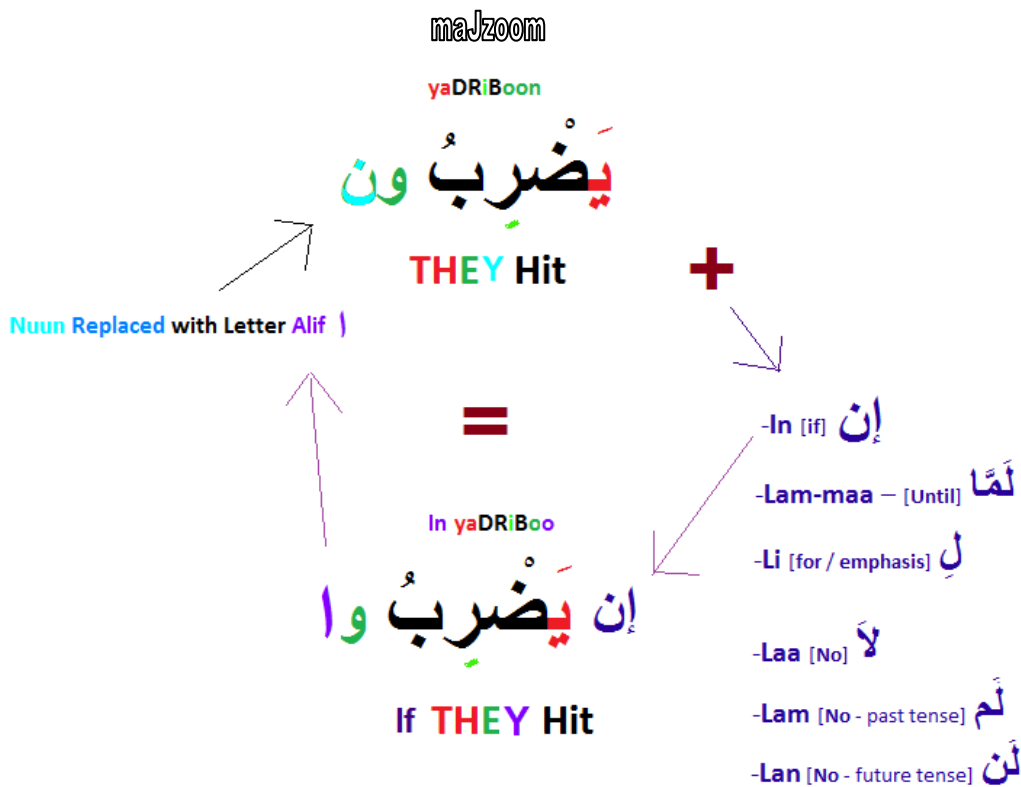 maJzoom
yaDRiBoon
يَضْرِبُ ون
THEY Hit
+
Nuun Replaced with Letter Alif ا
=
-In [if] إن
-Lam-maa – [Until] لَمَّا
-Li [for / emphasis] لِ
-Laa [No] لاَ
-Lam [No - past tense] لَم
-Lan [No - future tense] لَن
In yaDRiBoo
إن يَضْرِبُ وا
If THEY Hit